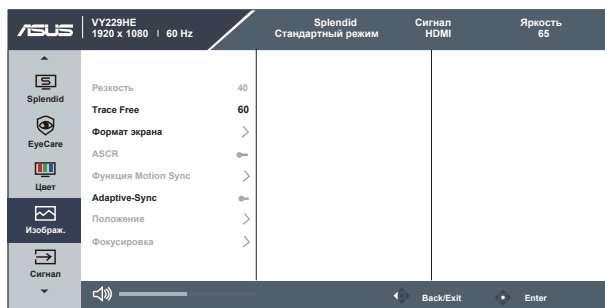 ASUS
VY229HE
1920 x 1080 | 60 Hz
Splendid
Стандартный режим
Сигнал
HDMI
Яркость
65
Splendid
EyeCare
Цвет
Изображ.
Сигнал
Резкость 40
Trace Free 60
Формат экрана
ASCR
Функция Motion Sync
Adaptive-Sync
Положение
Фокусировка
Back/Exit
Enter